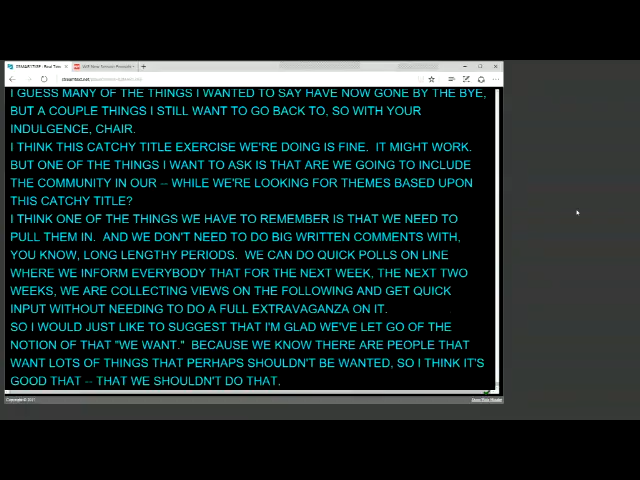 STREAMTEXT - Real Time
streamtext.net
I GUESS MANY OF THE THINGS I WANTED TO SAY HAVE NOW GONE BY THE BYE,
BUT A COUPLE THINGS I STILL WANT TO GO BACK TO, SO WITH YOUR
INDULGENCE, CHAIR.
I THINK THIS CATCHY TITLE EXERCISE WE'RE DOING IS FINE.  IT MIGHT WORK.
BUT ONE OF THE THINGS I WANT TO ASK IS THAT ARE WE GOING TO INCLUDE
THE COMMUNITY IN OUR -- WHILE WE'RE LOOKING FOR THEMES BASED UPON
THIS CATCHY TITLE?
I THINK ONE OF THE THINGS WE HAVE TO REMEMBER IS THAT WE NEED TO
PULL THEM IN.  AND WE DON'T NEED TO DO BIG WRITTEN COMMENTS WITH,
YOU KNOW, LONG LENGTHY PERIODS.  WE CAN DO QUICK POLLS ON LINE
WHERE WE INFORM EVERYBODY THAT FOR THE NEXT WEEK, THE NEXT TWO
WEEKS, WE ARE COLLECTING VIEWS ON THE FOLLOWING AND GET QUICK
INPUT WITHOUT NEEDING TO DO A FULL EXTRAVAGANZA ON IT.
SO I WOULD JUST LIKE TO SUGGEST THAT I'M GLAD WE'VE LET GO OF THE
NOTION OF THAT "WE WANT."  BECAUSE WE KNOW THERE ARE PEOPLE THAT
WANT LOTS OF THINGS THAT PERHAPS SHOULDN'T BE WANTED, SO I THINK IT'S
GOOD THAT -- THAT WE SHOULDN'T DO THAT.